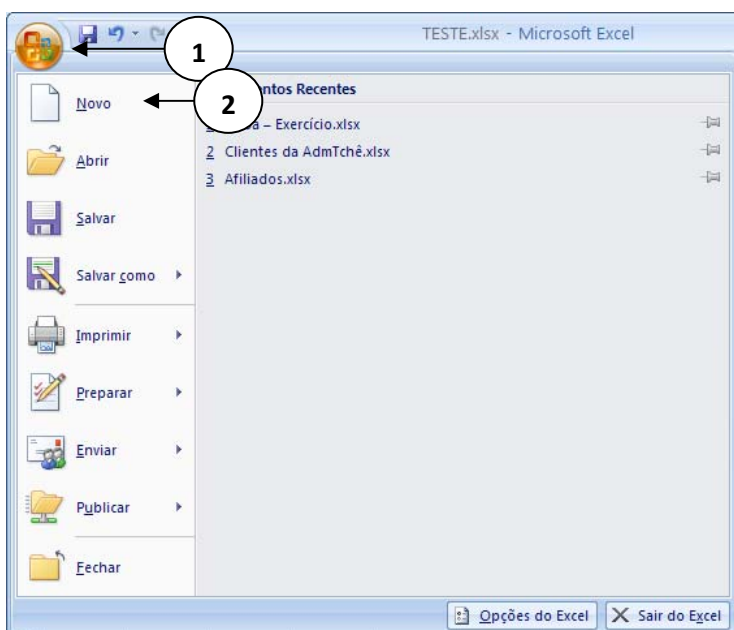 TESTE.xlsx - Microsoft Excel
1
Novo
2
ntos Recentes
a – Exercício.xlsx
Abrir
2 Clientes da AdmTchê.xlsx
3 Afiliados.xlsx
Salvar
Salvar como
Imprimir
Preparar
Enviar
Publicar
Fechar
Opções do Excel
Sair do Excel